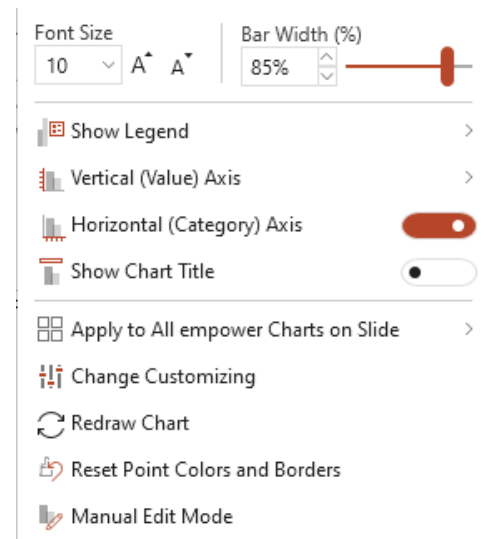 Font Size
Bar Width (%)
10
A
A
85%
Show Legend
Vertical (Value) Axis
Horizontal (Category) Axis
Show Chart Title
Apply to All empower Charts on Slide
Change Customizing
Redraw Chart
Reset Point Colors and Borders
Manual Edit Mode